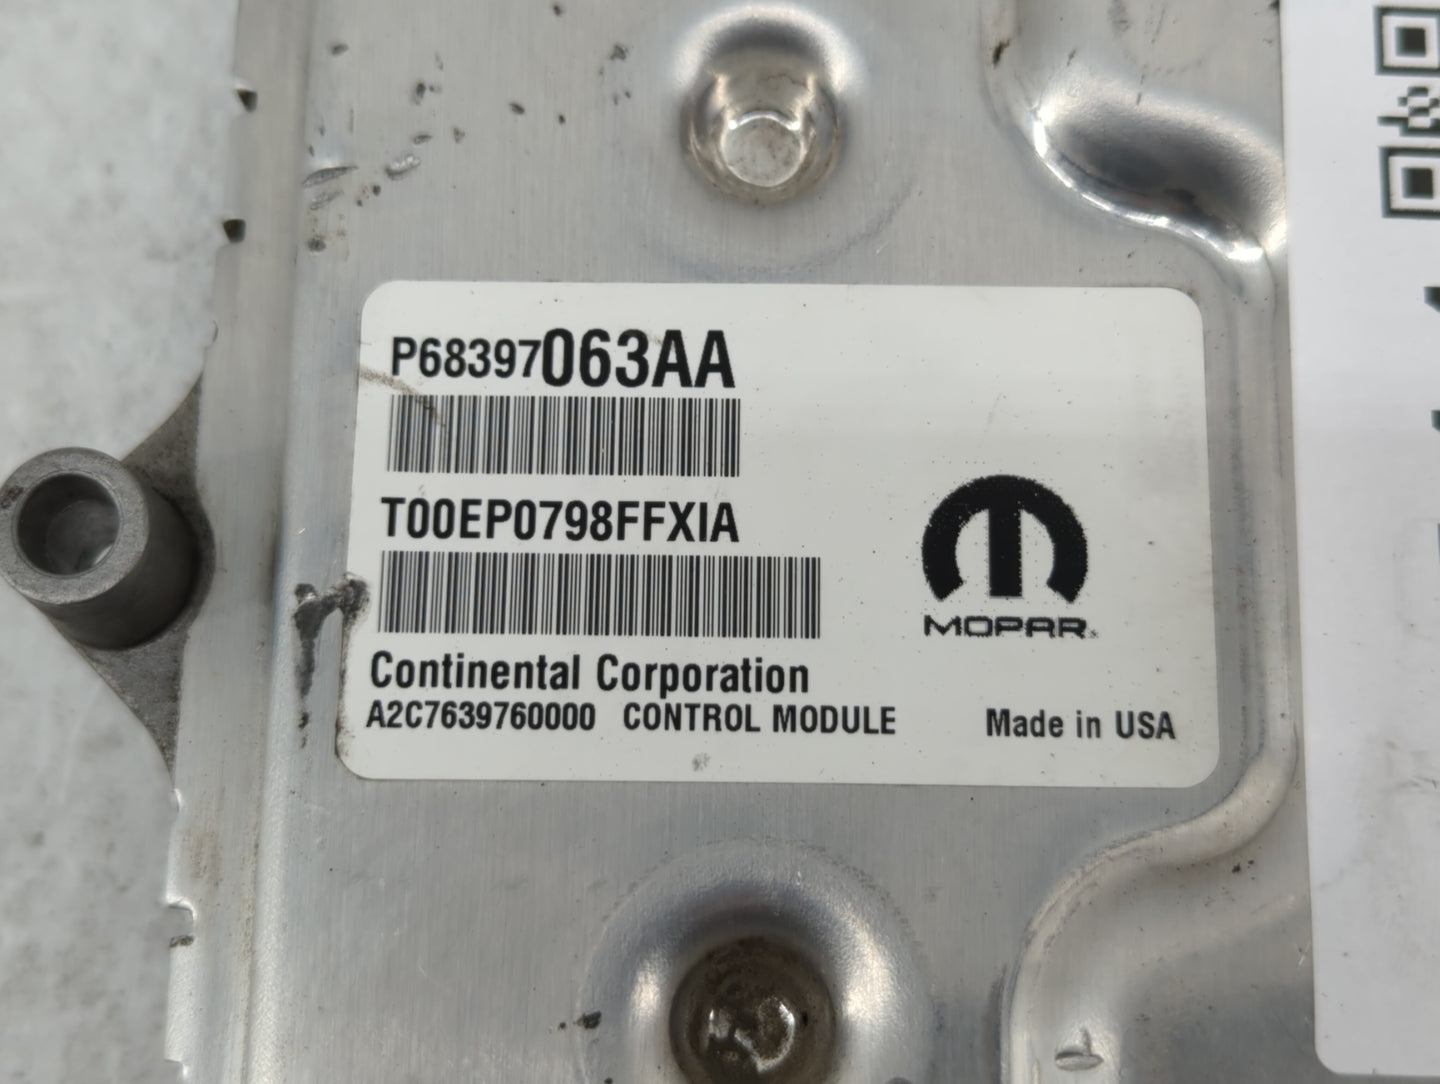 P68397063AA
T00EP0798FFXIA
MOPAR®
Continental Corporation
A2C7639760000 CONTROL MODULE
Made in USA